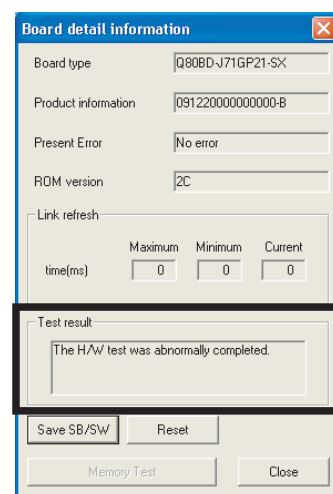 Board detail information
Board type Q80BD-J71GP21-SX
Product information 091220000000000-B
Present Error No error
ROM version 2C
Link refresh
Maximum Minimum Current
time(ms) 0 0 0
Test result
The H/W test was abnormally completed.
Save SB/SW Reset
Memory Test Close